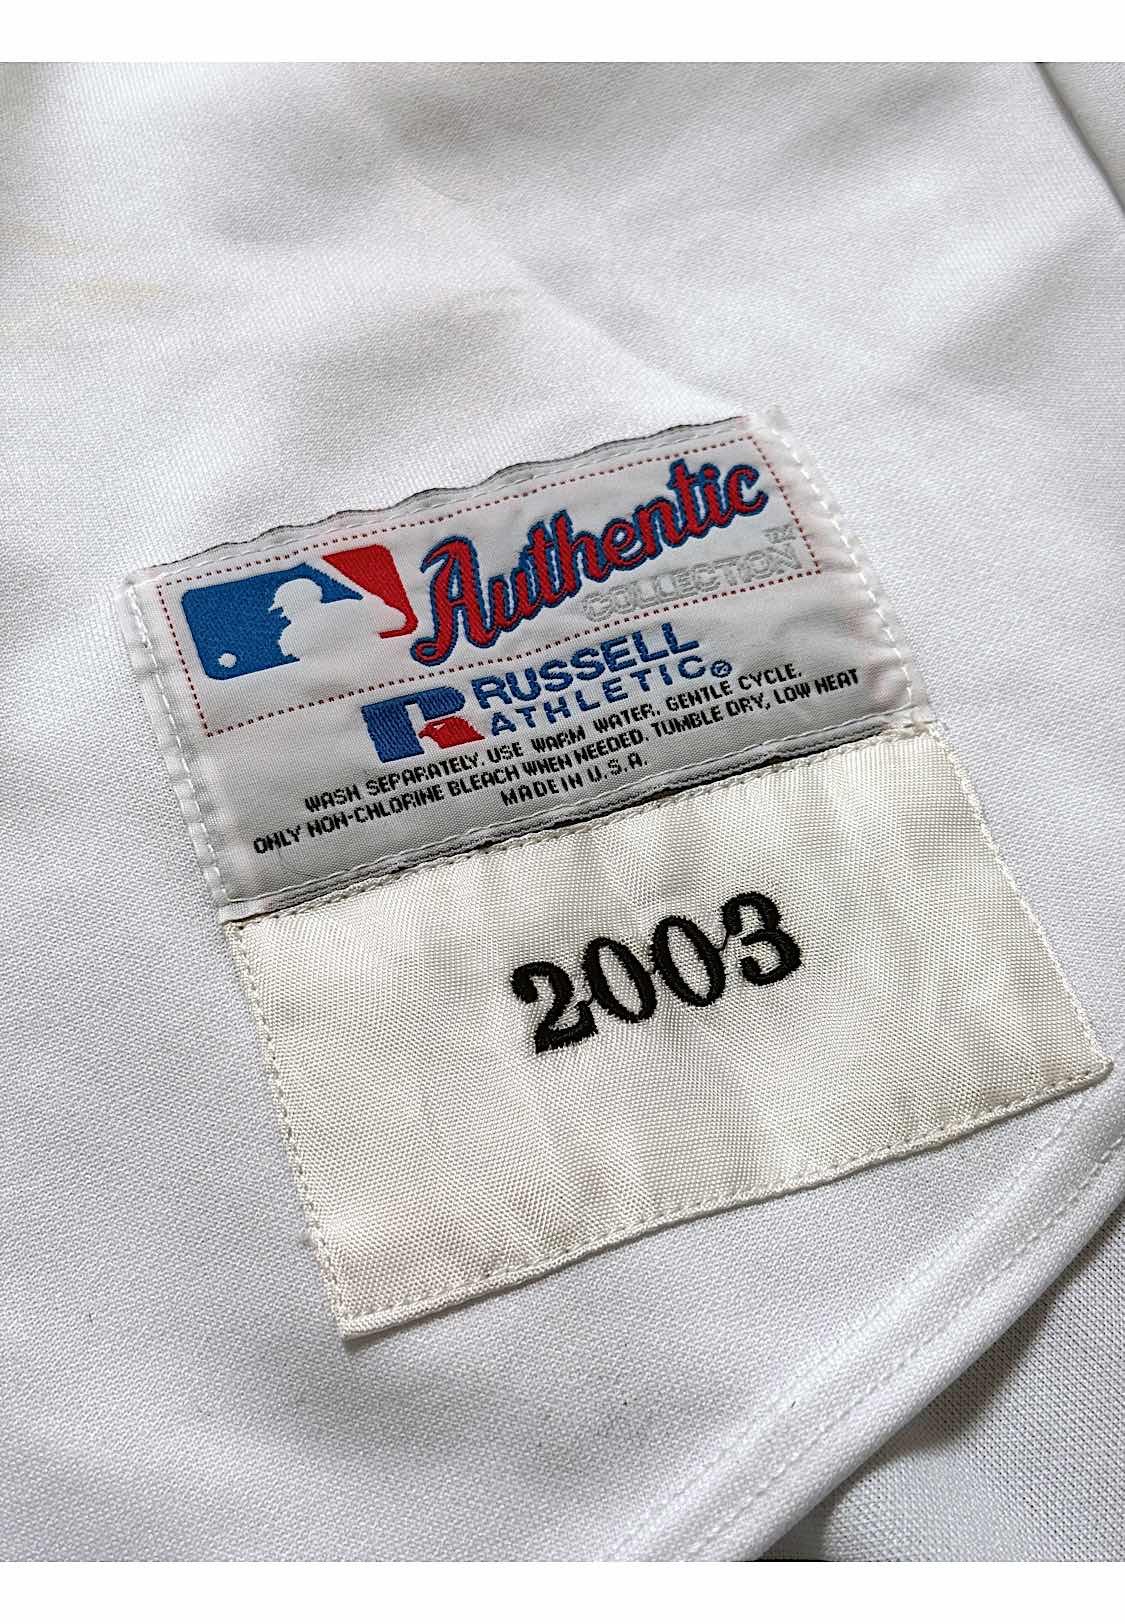 Authentic
COLLECTION™
RUSSELL
ATHLETIC®
WASH SEPARATELY. USE WARM WATER. GENTLE CYCLE.
ONLY NON-CHLORINE BLEACH WHEN NEEDED. TUMBLE DRY, LOW HEAT
MADE IN U.S.A.
2003